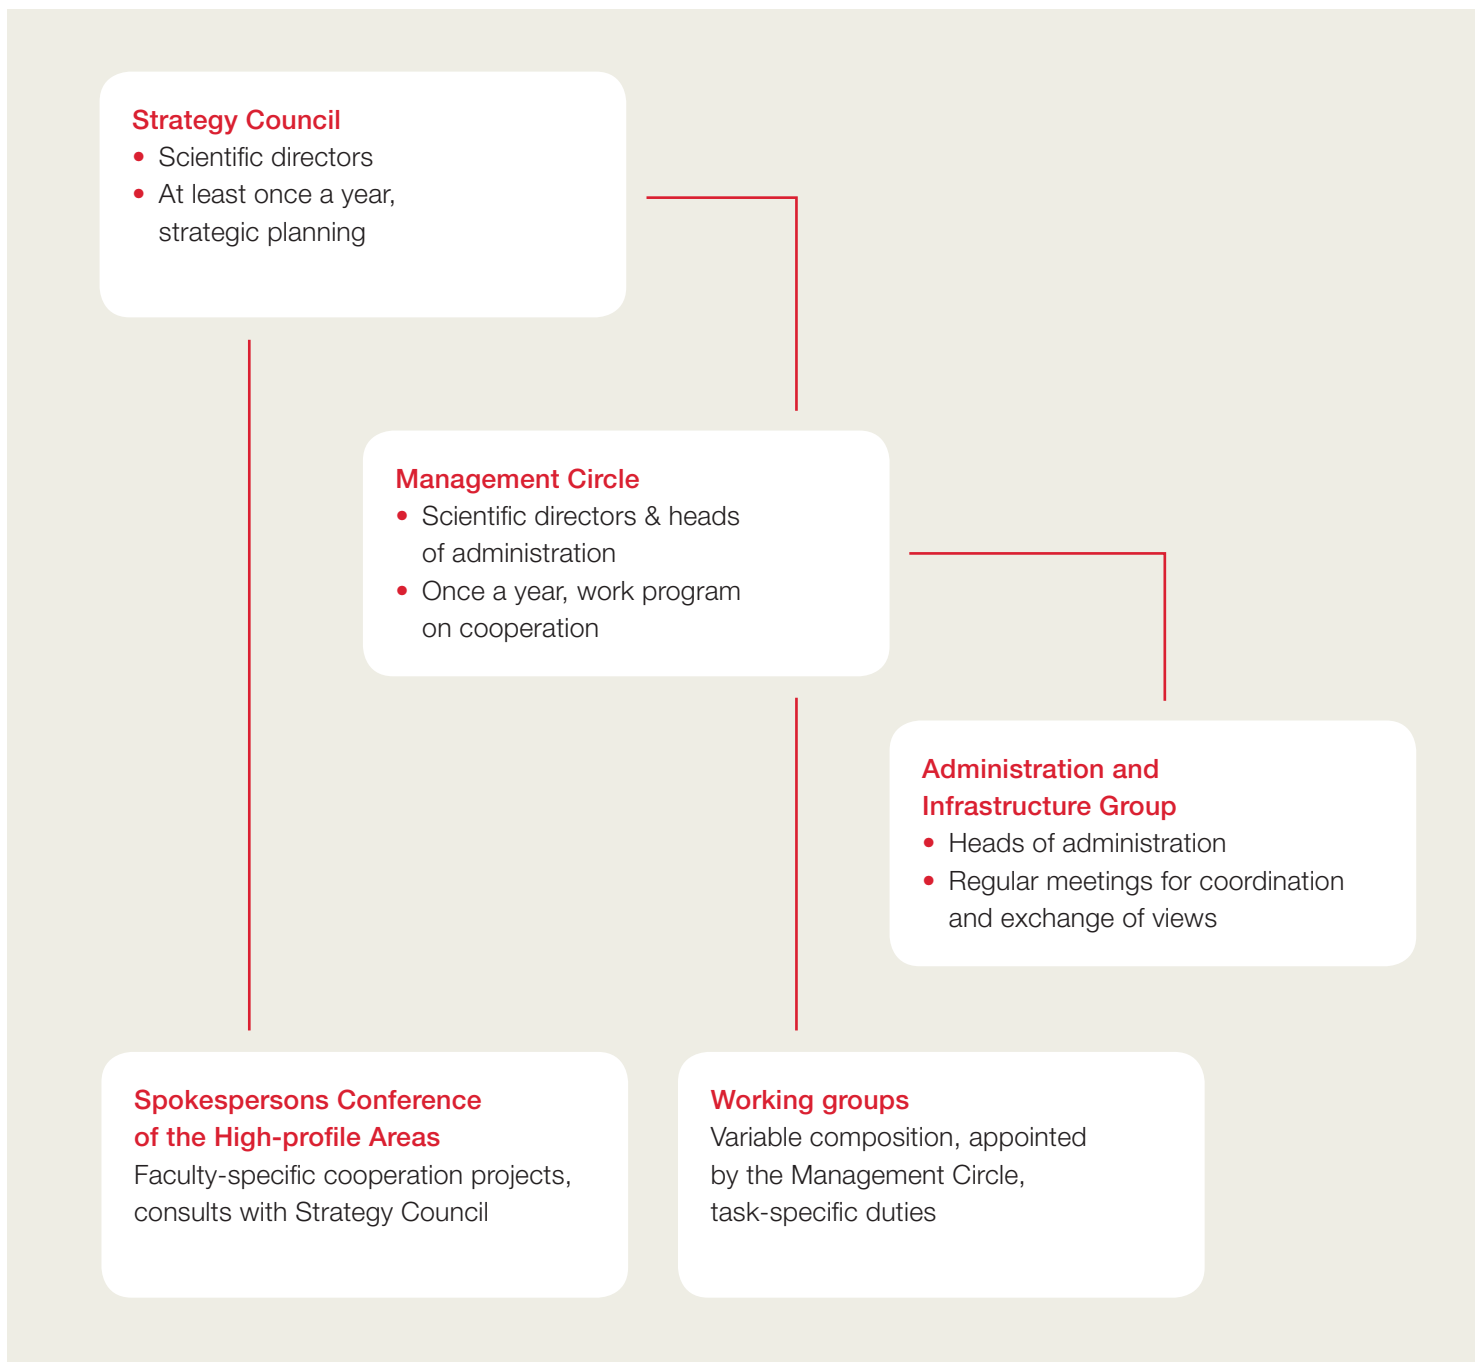 Strategy Council
• Scientific directors
• At least once a year,
strategic planning
Management Circle
• Scientific directors & heads
of administration
• Once a year, work program
on cooperation
Administration and
Infrastructure Group
• Heads of administration
• Regular meetings for coordination
and exchange of views
Spokespersons Conference
of the High-profile Areas
Faculty-specific cooperation projects,
consults with Strategy Council
Working groups
Variable composition, appointed
by the Management Circle,
task-specific duties